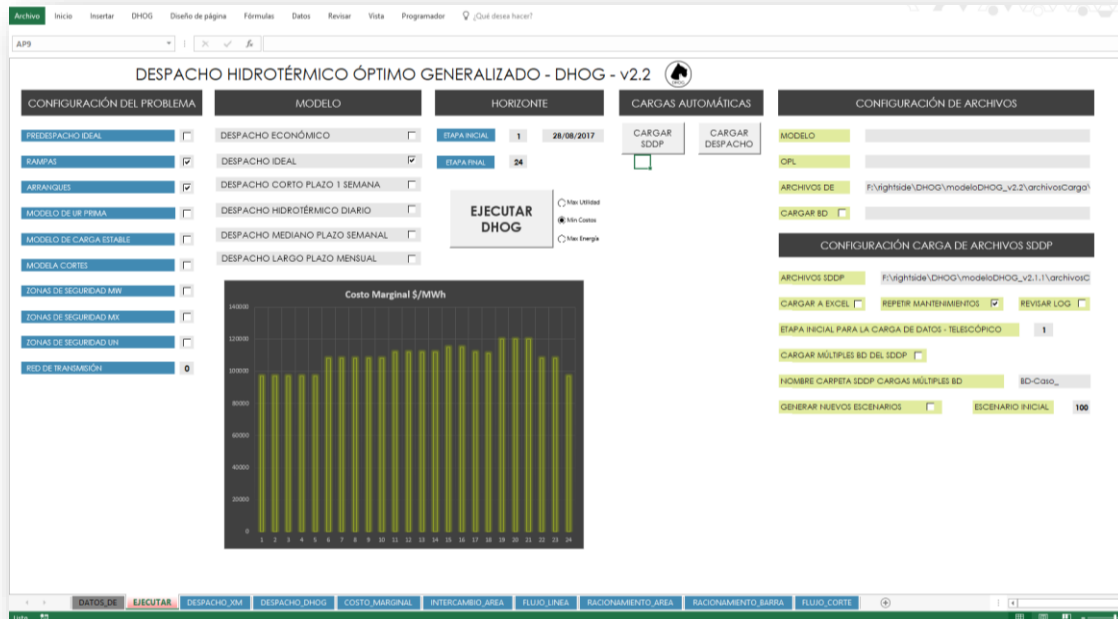 Archivo Inicio Insertar DHOG Diseño de página Fórmulas Datos Revisar Vista Programador ¿Qué desea hacer?
AP9
DESPACHO HIDROTÉRMICO ÓPTIMO GENERALIZADO - DHOG - v2.2
CONFIGURACIÓN DEL PROBLEMA
PREDESPACHO IDEAL
RAMPAS
ARRANQUES
MODELO DE UR PRIMA
MODELO DE CARGA ESTABLE
MODELA CORTES
ZONAS DE SEGURIDAD MW
ZONAS DE SEGURIDAD MX
ZONAS DE SEGURIDAD UN
RED DE TRANSMISIÓN 0
MODELO
DESPACHO ECONÓMICO
DESPACHO IDEAL
DESPACHO CORTO PLAZO 1 SEMANA
DESPACHO HIDROTÉRMICO DIARIO
DESPACHO MEDIANO PLAZO SEMANAL
DESPACHO LARGO PLAZO MENSUAL
HORIZONTE
ETAPA INICIAL 1 28/08/2017
ETAPA FINAL 24
EJECUTAR
DHOG
Max Utilidad
Min Costos
Max Energía
CARGAS AUTOMÁTICAS
CARGAR
SDDP
CARGAR
DESPACHO
Costo Marginal $/MWh
140000
120000
100000
80000
60000
40000
20000
0
1 2 3 4 5 6 7 8 9 10 11 12 13 14 15 16 17 18 19 20 21 22 23 24
CONFIGURACIÓN DE ARCHIVOS
MODELO
OPL
ARCHIVOS DE F:\rightside\DHOG\modeloDHOG_v2.2\archivosCarga\
CARGAR BD
CONFIGURACIÓN CARGA DE ARCHIVOS SDDP
ARCHIVOS SDDP F:\rightside\DHOG\modeloDHOG_v2.1.1\archivosC
CARGAR A EXCEL REPETIR MANTENIMIENTOS REVISAR LOG
ETAPA INICIAL PARA LA CARGA DE DATOS - TELESCÓPICO 1
CARGAR MÚLTIPLES BD DEL SDDP
NOMBRE CARPETA SDDP CARGAS MÚLTIPLES BD BD-Caso_
GENERAR NUEVOS ESCENARIOS ESCENARIO INICIAL 100
DATOS_DE EJECUTAR DESPACHO_XM DESPACHO_DHOG COSTO_MARGINAL INTERCAMBIO_AREA FLUJO_LINEA RACIONAMIENTO_AREA RACIONAMIENTO_BARRA FLUJO_CORTE